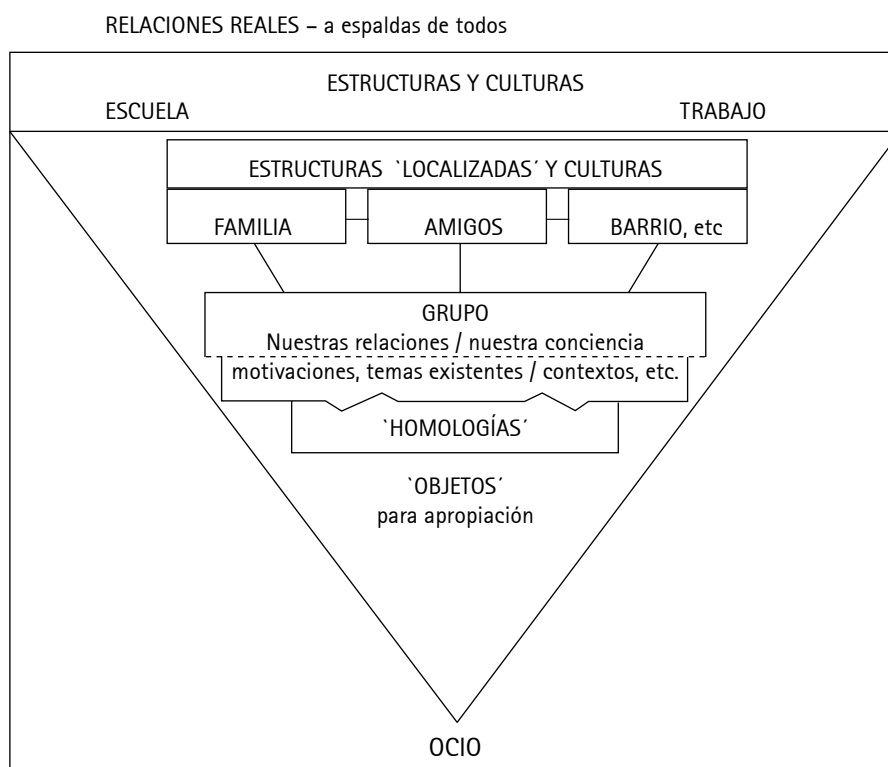 RELACIONES REALES – a espaldas de todos
ESTRUCTURAS Y CULTURAS
ESCUELA TRABAJO
ESTRUCTURAS `LOCALIZADAS´ Y CULTURAS
FAMILIA AMIGOS BARRIO, etc
GRUPO
Nuestras relaciones / nuestra conciencia
motivaciones, temas existentes / contextos, etc.
`HOMOLOGÍAS´
`OBJETOS´
para apropiación
OCIO